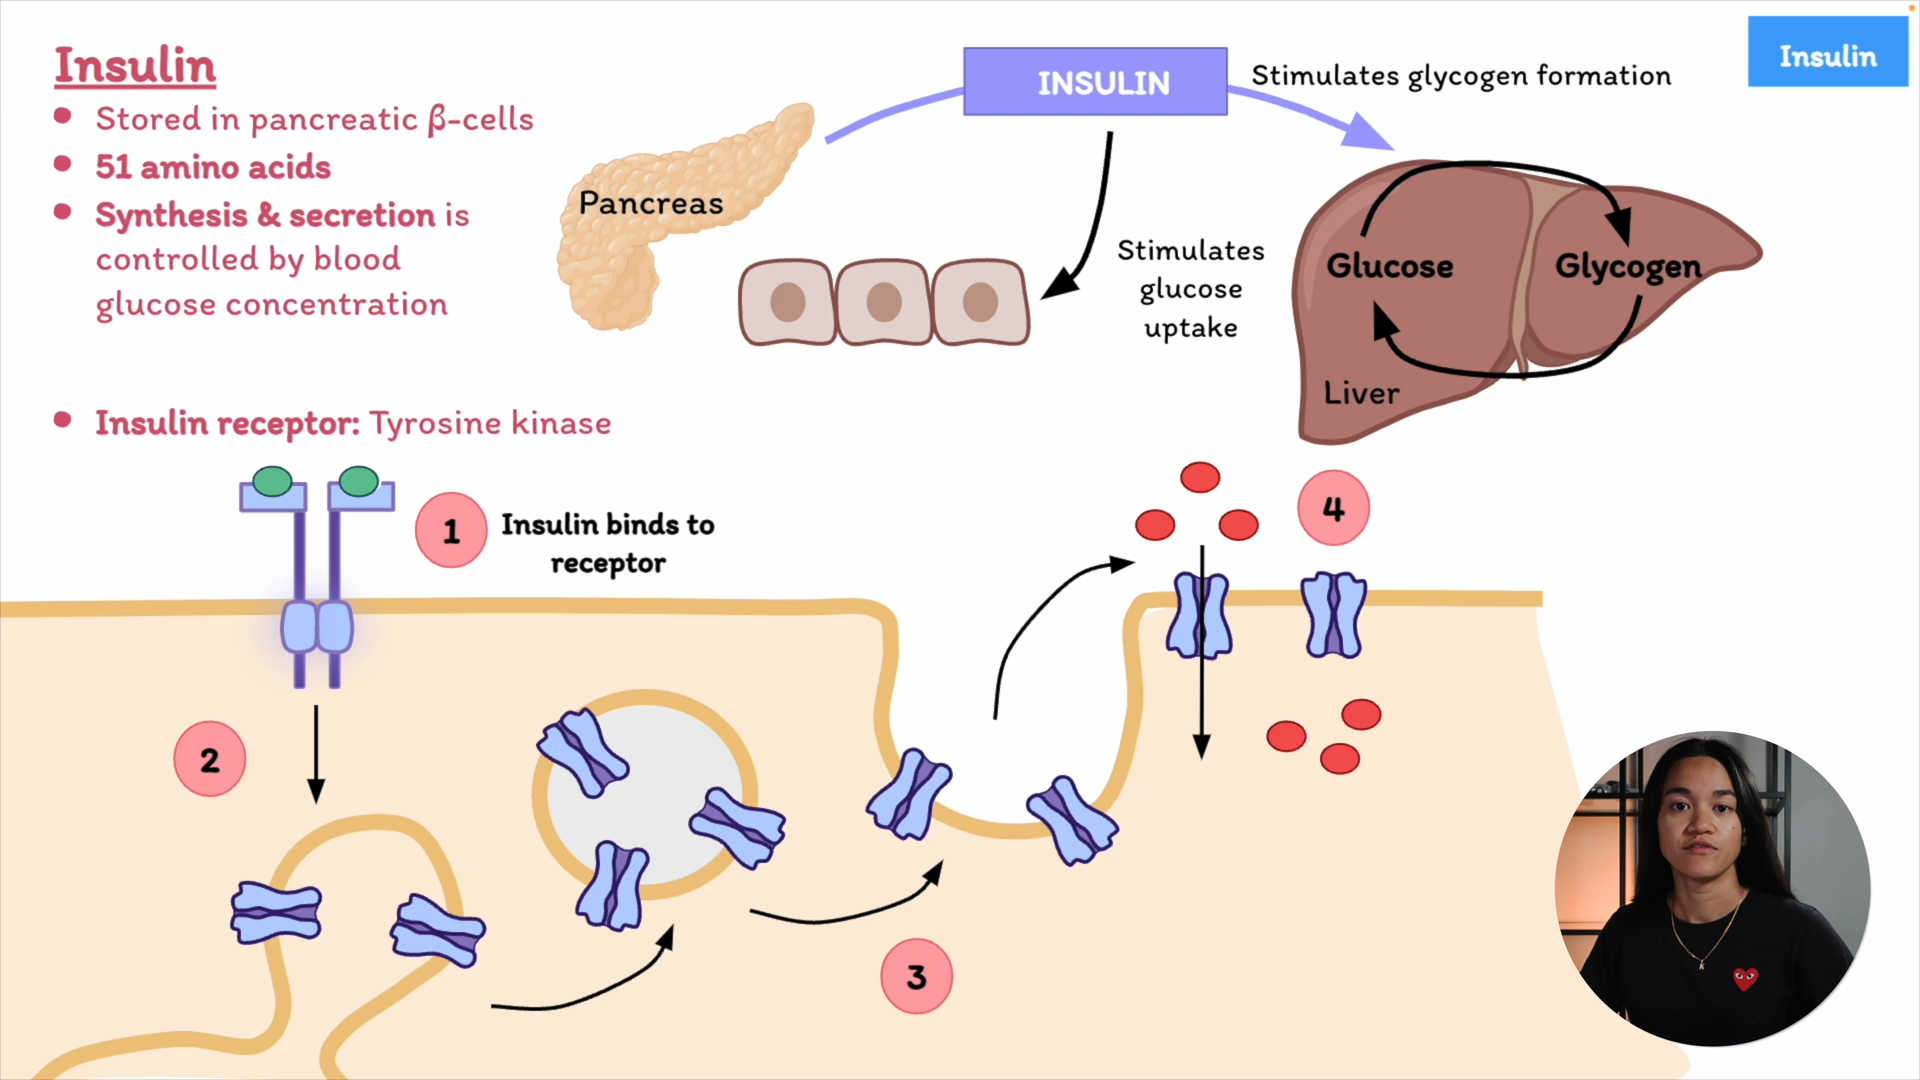 Insulin
Stored in pancreatic β-cells
51 amino acids
Synthesis & secretion is
controlled by blood
glucose concentration
Insulin receptor: Tyrosine kinase
INSULIN
Stimulates glycogen formation
Insulin
Pancreas
Stimulates
glucose
uptake
Glucose
Glycogen
Liver
1
Insulin binds to
receptor
2
3
4